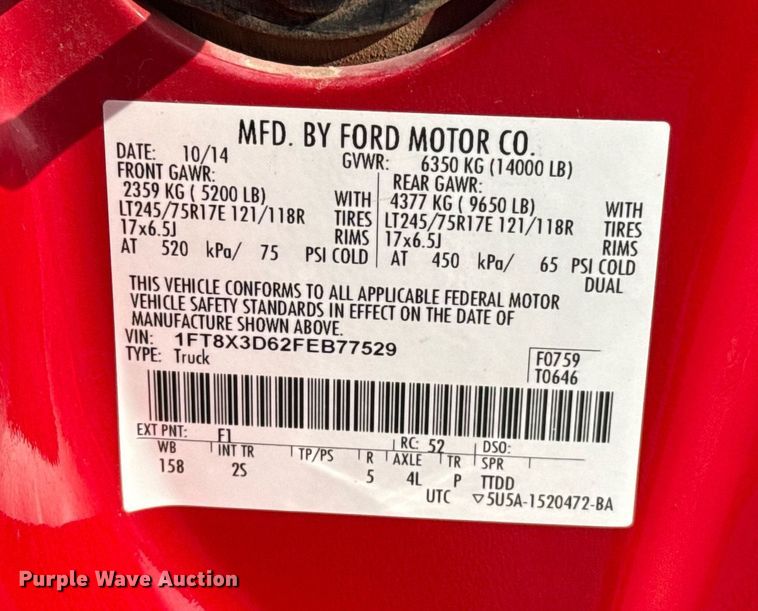 MFD. BY FORD MOTOR CO.
DATE: 10/14 GVWR: 6350 KG (14000 LB)
FRONT GAWR: REAR GAWR:
2359 KG ( 5200 LB) WITH 4377 KG ( 9650 LB) WITH
LT245/75R17E 121/118R TIRES LT245/75R17E 121/118R TIRES
17x6.5J RIMS 17x6.5J RIMS
AT 520 kPa/ 75 PSI COLD AT 450 kPa/ 65 PSI COLD
DUAL
THIS VEHICLE CONFORMS TO ALL APPLICABLE FEDERAL MOTOR
VEHICLE SAFETY STANDARDS IN EFFECT ON THE DATE OF
MANUFACTURE SHOWN ABOVE.
VIN: 1FT8X3D62FEB77529
TYPE: Truck
F0759
T0646
EXT PNT: F1 RC: 52 DSO:
WB INT TR TP/PS R AXLE TR SPR
158 2S 5 4L P TTDD
UTC ▽5U5A-1520472-BA
Purple Wave Auction